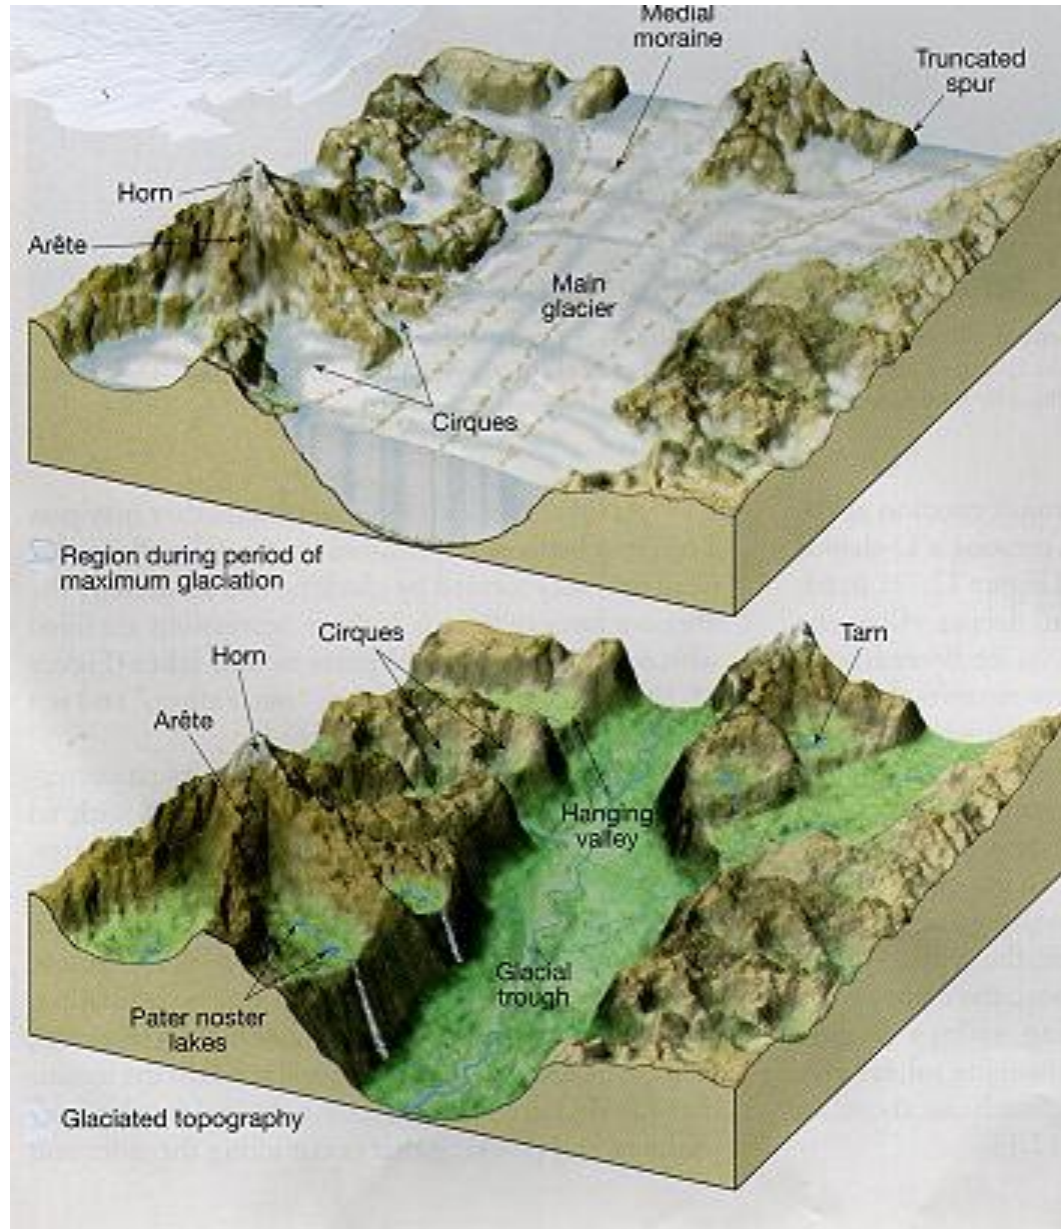 Medial
moraine
Truncated
spur
Horn
Arête
Main
glacier
Cirques
Region during period of
maximum glaciation
Cirques
Tarn
Horn
Arête
Hanging
valley
Glacial
trough
Pater noster
lakes
Glaciated topography